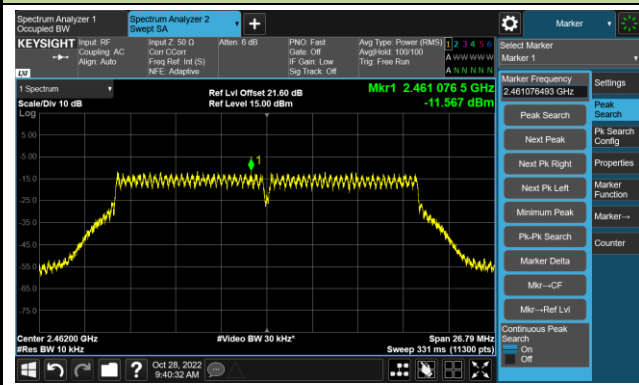 Spectrum Analyzer 1
Occupied BW
Spectrum Analyzer 2
Swept SA
Marker
KEYSIGHT
Input: RF
Coupling: AC
Align: Auto
Input Z: 50 Ω
Corr CCorr
Freq Ref: Int (S)
NFE: Adaptive
Atten: 6 dB
PNO: Fast
Gate: Off
IF Gain: Low
Sig Track: Off
Avg Type: Power (RMS)
Avg|Hold: 100/100
Trig: Free Run
1 2 3 4 5 6
A W W W W W
A N N N N N
LXI
Select Marker
Marker 1
1 Spectrum
Scale/Div 10 dB
Log
Ref Lvl Offset 21.60 dB
Ref Level 15.00 dBm
Mkr1 2.461 076 5 GHz
-11.567 dBm
5.00
-5.00
-15.0
-25.0
-35.0
-45.0
-55.0
-65.0
-75.0
1
Center 2.46200 GHz
#Res BW 10 kHz
#Video BW 30 kHz*
Span 26.79 MHz
Sweep 331 ms (11300 pts)
Marker Frequency
2.461076493 GHz
Peak Search
Next Peak
Next Pk Right
Next Pk Left
Minimum Peak
Pk-Pk Search
Marker Delta
Mkr→CF
Mkr→Ref Lvl
Continuous Peak
Search
On
Off
Settings
Peak
Search
Pk Search
Config
Properties
Marker
Function
Marker→
Counter
Oct 28, 2022
9:40:32 AM